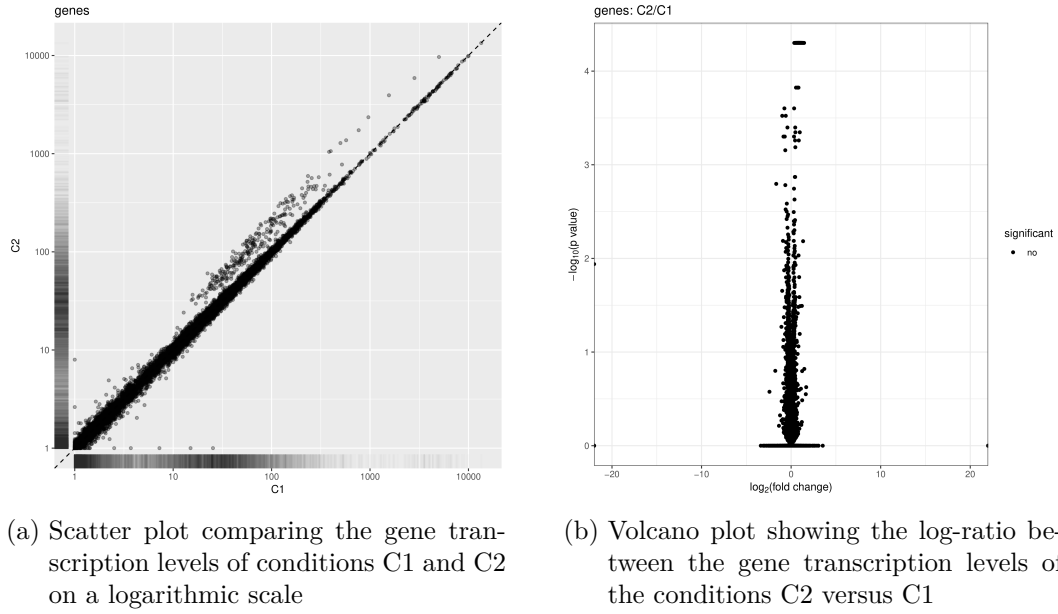 genes
10000
1000
100
10
1
C2
1
10
100
1000
10000
C1
genes: C2/C1
4
3
2
1
0
−log10(p value)
−20
−10
0
10
20
log2(fold change)
significant
no
(a) Scatter plot comparing the gene tran-
scription levels of conditions C1 and C2
on a logarithmic scale
(b) Volcano plot showing the log-ratio be-
tween the gene transcription levels of
the conditions C2 versus C1